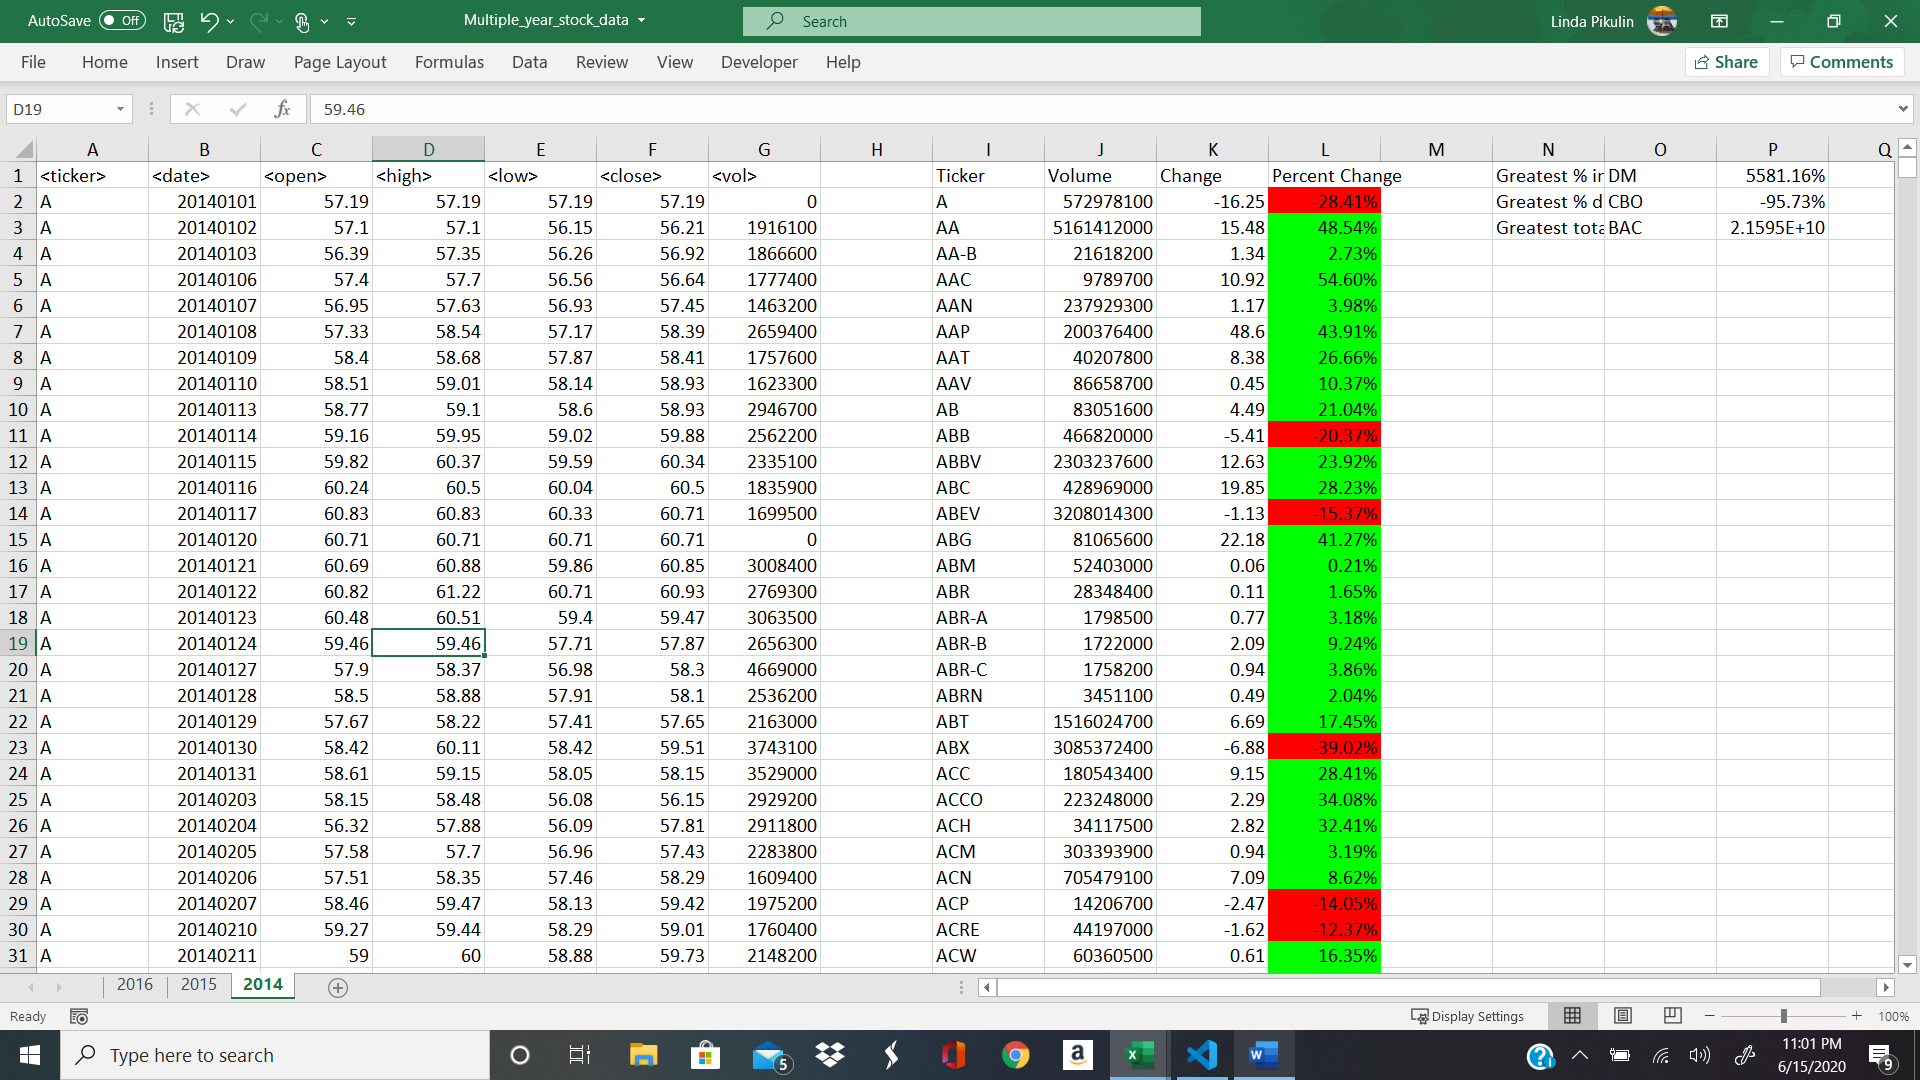 AutoSave Off Multiple_year_stock_data Search Linda Pikulin
File Home Insert Draw Page Layout Formulas Data Review View Developer Help Share Comments
D19 fx 59.46
A B C D E F G H I J K L M N O P Q
1 <ticker> <date> <open> <high> <low> <close> <vol> Ticker Volume Change Percent Change Greatest % ir DM 5581.16%
2 A 20140101 57.19 57.19 57.19 57.19 0 A 572978100 -16.25 -28.41% Greatest % d CBO -95.73%
3 A 20140102 57.1 57.1 56.15 56.21 1916100 AA 5161412000 15.48 48.54% Greatest tota BAC 2.1595E+10
4 A 20140103 56.39 57.35 56.26 56.92 1866600 AA-B 21618200 1.34 2.73%
5 A 20140106 57.4 57.7 56.56 56.64 1777400 AAC 9789700 10.92 54.60%
6 A 20140107 56.95 57.63 56.93 57.45 1463200 AAN 237929300 1.17 3.98%
7 A 20140108 57.33 58.54 57.17 58.39 2659400 AAP 200376400 48.6 43.91%
8 A 20140109 58.4 58.68 57.87 58.41 1757600 AAT 40207800 8.38 26.66%
9 A 20140110 58.51 59.01 58.14 58.93 1623300 AAV 86658700 0.45 10.37%
10 A 20140113 58.77 59.1 58.6 58.93 2946700 AB 83051600 4.49 21.04%
11 A 20140114 59.16 59.95 59.02 59.88 2562200 ABB 466820000 -5.41 -20.37%
12 A 20140115 59.82 60.37 59.59 60.34 2335100 ABBV 2303237600 12.63 23.92%
13 A 20140116 60.24 60.5 60.04 60.5 1835900 ABC 428969000 19.85 28.23%
14 A 20140117 60.83 60.83 60.33 60.71 1699500 ABEV 3208014300 -1.13 -15.37%
15 A 20140120 60.71 60.71 60.71 60.71 0 ABG 81065600 22.18 41.27%
16 A 20140121 60.69 60.88 59.86 60.85 3008400 ABM 52403000 0.06 0.21%
17 A 20140122 60.82 61.22 60.71 60.93 2769300 ABR 28348400 0.11 1.65%
18 A 20140123 60.48 60.51 59.4 59.47 3063500 ABR-A 1798500 0.77 3.18%
19 A 20140124 59.46 59.46 57.71 57.87 2656300 ABR-B 1722000 2.09 9.24%
20 A 20140127 57.9 58.37 56.98 58.3 4669000 ABR-C 1758200 0.94 3.86%
21 A 20140128 58.5 58.88 57.91 58.1 2536200 ABRN 3451100 0.49 2.04%
22 A 20140129 57.67 58.22 57.41 57.65 2163000 ABT 1516024700 6.69 17.45%
23 A 20140130 58.42 60.11 58.42 59.51 3743100 ABX 3085372400 -6.88 -39.02%
24 A 20140131 58.61 59.15 58.05 58.15 3529000 ACC 180543400 9.15 28.41%
25 A 20140203 58.15 58.48 56.08 56.15 2929200 ACCO 223248000 2.29 34.08%
26 A 20140204 56.32 57.88 56.09 57.81 2911800 ACH 34117500 2.82 32.41%
27 A 20140205 57.58 57.7 56.96 57.43 2283800 ACM 303393900 0.94 3.19%
28 A 20140206 57.51 58.35 57.46 58.29 1609400 ACN 705479100 7.09 8.62%
29 A 20140207 58.46 59.47 58.13 59.42 1975200 ACP 14206700 -2.47 -14.05%
30 A 20140210 59.27 59.44 58.29 59.01 1760400 ACRE 44197000 -1.62 -12.37%
31 A 20140211 59 60 58.88 59.73 2148200 ACW 60360500 0.61 16.35%
2016 2015 2014
Ready Display Settings 100%
Type here to search 5 a X W 11:01 PM
6/15/2020 9